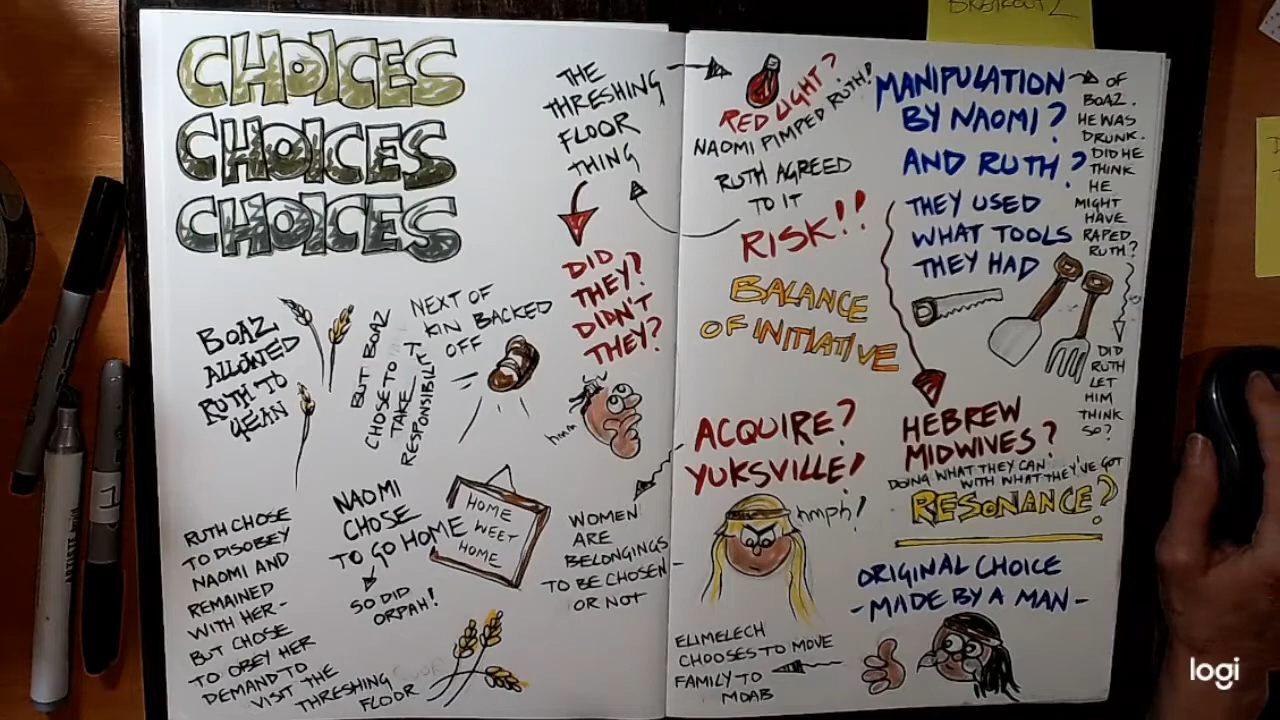 CHOICES
CHOICES
CHOICES
THE
THRESHING
FLOOR
THING
DID
THEY?
DIDN'T
THEY?
hmm
BOAZ
ALLOWED
RUTH TO
GEAN
BUT BOAZ
CHOSE TO
TAKE
RESPONSIBILITY
NEXT OF
KIN BACKED
OFF
RUTH CHOSE
TO DISOBEY
NAOMI AND
REMAINED
WITH HER-
BUT CHOSE
TO OBEY HER
DEMAND TO
VISIT THE
THRESHING
FLOOR
NAOMI
CHOSE
TO GO HOME
SO DID
ORPAH!
HOME
WEET
HOME
WOMEN
ARE
BELONGINGS
TO BE CHOSEN
OR NOT
RED LIGHT?
NAOMI PIMPED RUTH!
RUTH AGREED
TO IT
RISK!!
BALANCE
OF INITIATIVE
ACQUIRE?
YUKSVILLE!
hmph!
ELIMELECH
CHOOSES TO MOVE
FAMILY TO
MOAB
MANIPULATION
BY NAOMI?
AND RUTH?
THEY USED
WHAT TOOLS
THEY HAD
OF
BOAZ.
HE WAS
DRUNK.
DID HE
THINK
HE
MIGHT
HAVE
RAPED
RUTH?
DID
RUTH
LET
HIM
THINK
SO?
HEBREW
MIDWIVES?
DOING WHAT THEY CAN
WITH WHAT THEY'VE GOT
RESONANCE?
ORIGINAL CHOICE
-MADE BY A MAN-
BREAKOUT 2
logi